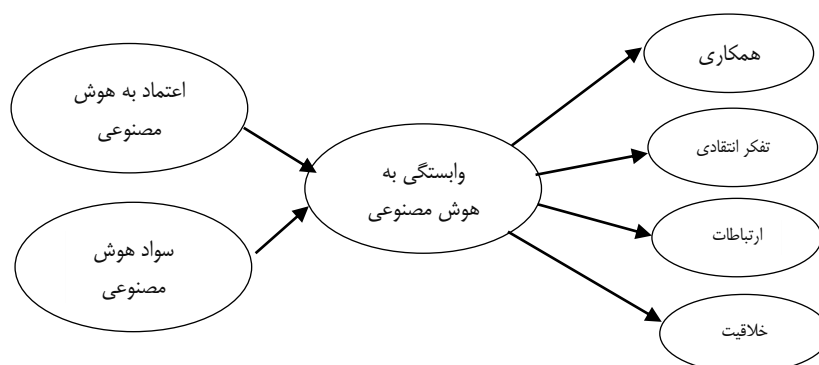 اعتماد به هوش
مصنوعی
سواد هوش
مصنوعی
وابستگی به
هوش مصنوعی
همکاری
تفکر انتقادی
ارتباطات
خلاقیت